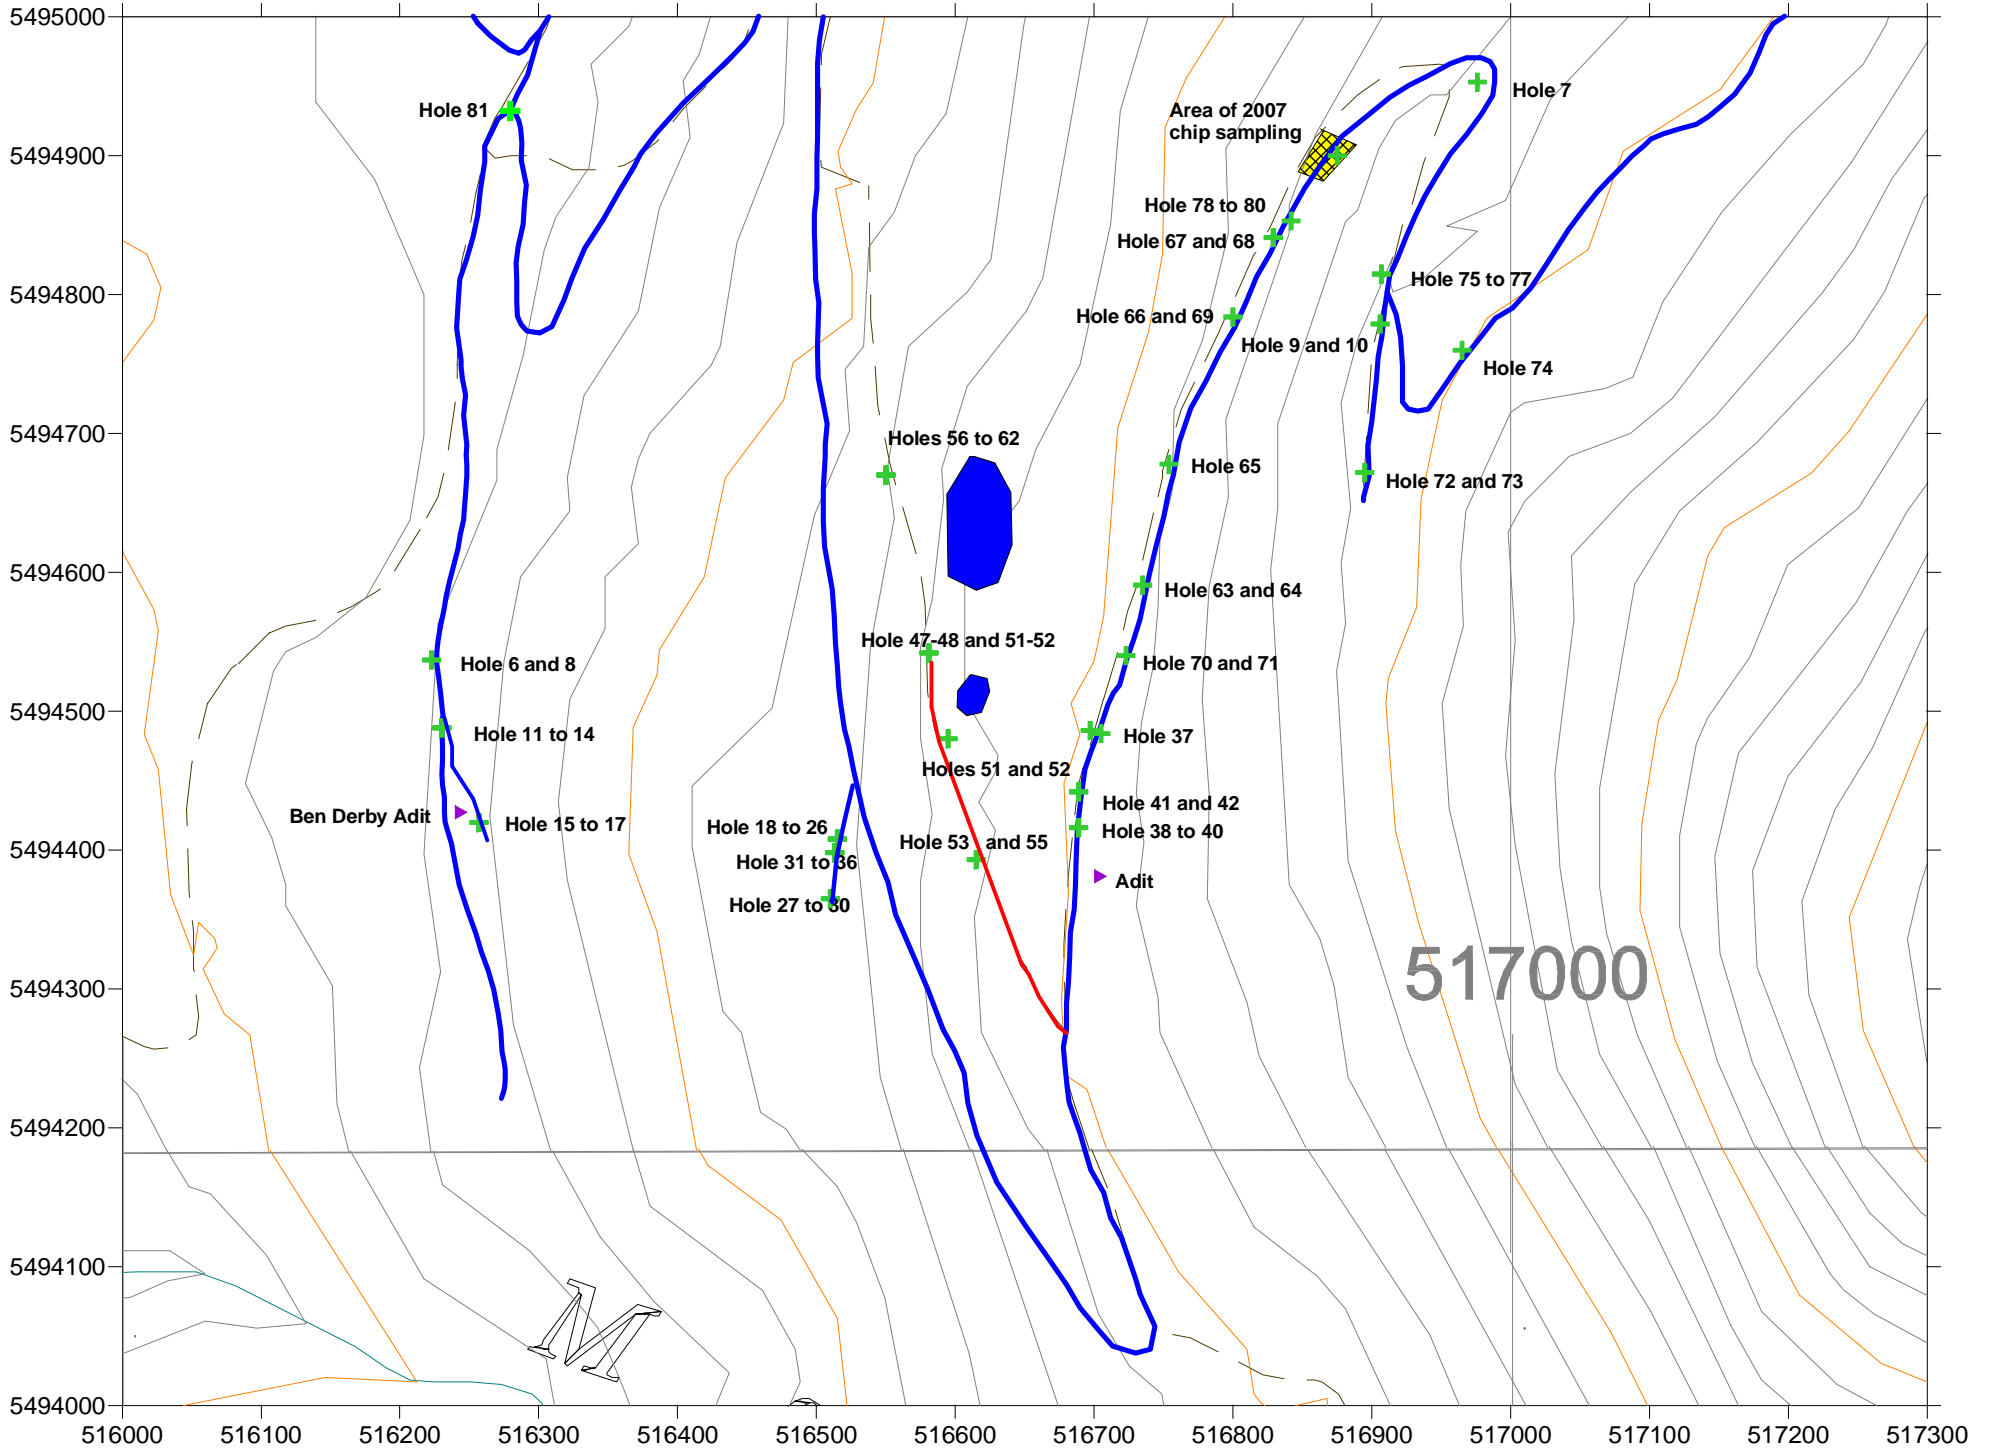 5495000
Hole 81
Area of 2007
chip sampling
Hole 7
5494900
Hole 78 to 80
Hole 67 and 68
5494800
Hole 75 to 77
Hole 66 and 69
Hole 9 and 10
Hole 74
5494700
Holes 56 to 62
Hole 65
Hole 72 and 73
5494600
Hole 63 and 64
Hole 47-48 and 51-52
Hole 6 and 8
Hole 70 and 71
5494500
Hole 11 to 14
Hole 37
Holes 51 and 52
Hole 41 and 42
Ben Derby Adit
Hole 15 to 17
Hole 18 to 26
Hole 38 to 40
5494400
Hole 53 and 55
Hole 31 to 36
Adit
Hole 27 to 30
517000
5494300
5494200
5494100
M
5494000
516000 516100 516200 516300 516400 516500 516600 516700 516800 516900 517000 517100 517200 517300